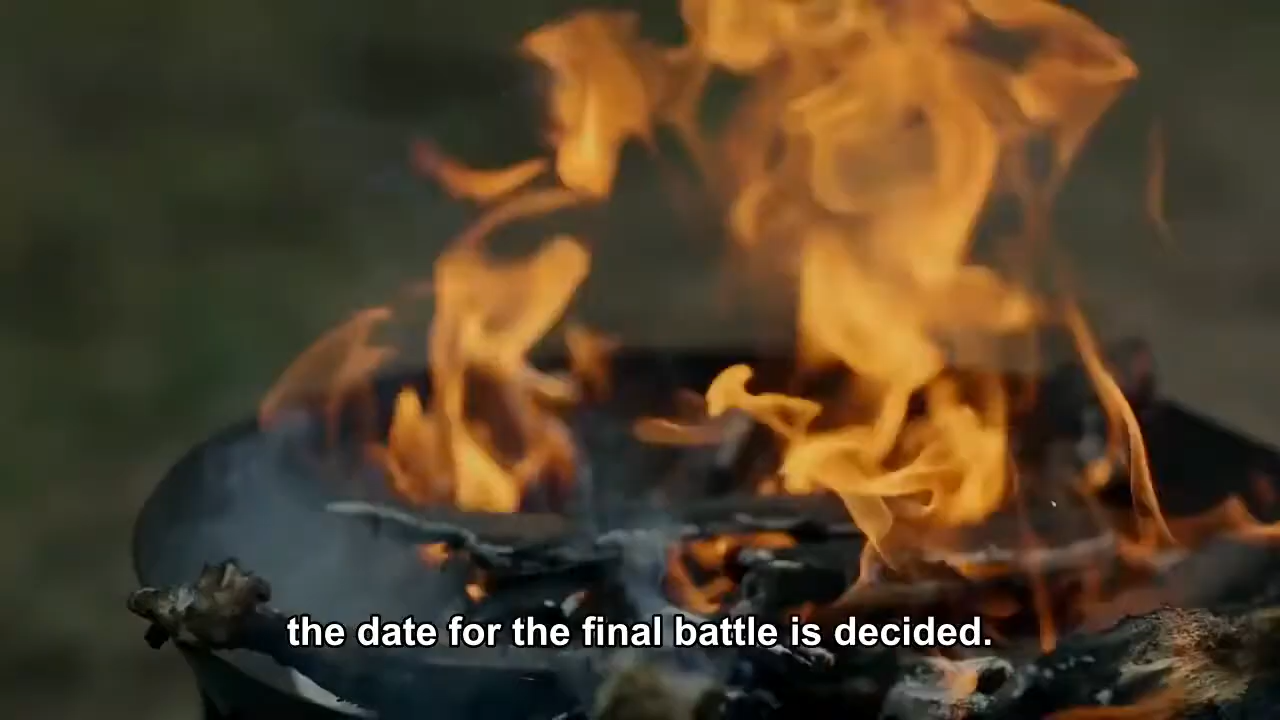 the date for the final battle is decided.